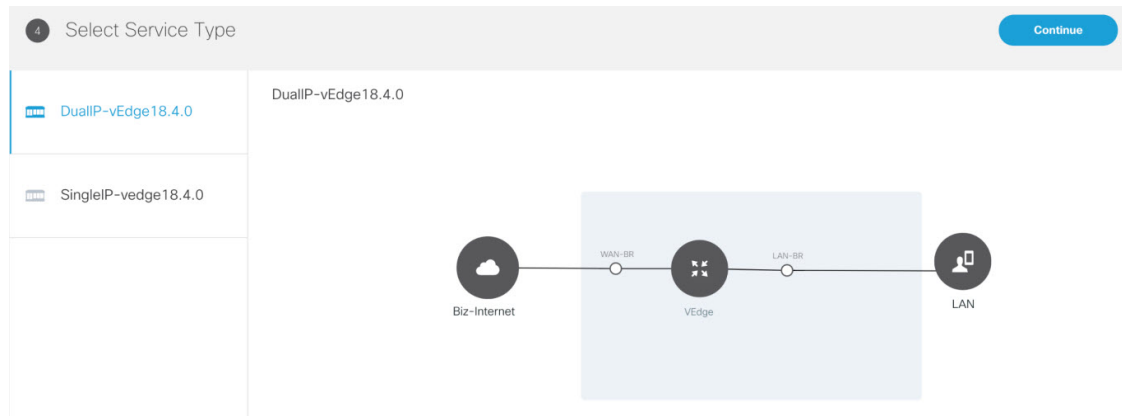 4 Select Service Type
Continue
DualIP-vEdge18.4.0
DualIP-vEdge18.4.0
SingleIP-vedge18.4.0
WAN-BR
LAN-BR
Biz-Internet
VEdge
LAN